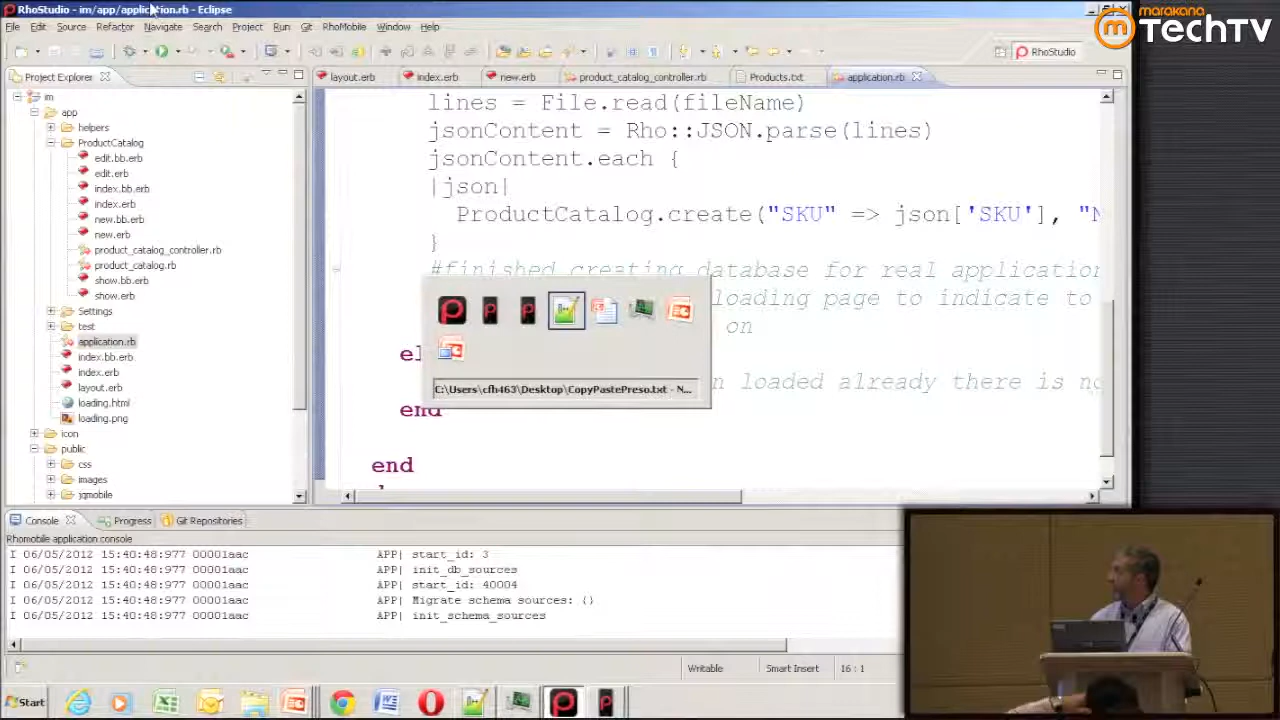 RhoStudio - im/app/application.rb - Eclipse
File Edit Source Refactor Navigate Search Project Run Git RhoMobile Window Help
marakana
TechTV
RhoStudio
Project Explorer
layout.erb index.erb new.erb product_catalog_controller.rb Products.txt application.rb
im
app
helpers
ProductCatalog
edit.bb.erb
edit.erb
index.bb.erb
index.erb
new.bb.erb
new.erb
product_catalog_controller.rb
product_catalog.rb
show.bb.erb
show.erb
Settings
test
application.rb
index.bb.erb
index.erb
layout.erb
loading.html
loading.png
icon
public
css
images
jqmobile
lines = File.read(fileName)
jsonContent = Rho::JSON.parse(lines)
jsonContent.each {
|json|
ProductCatalog.create("SKU" => json['SKU'], "N
}
#finished creating database for real application
loading page to indicate to
on
el
n loaded already there is no
end
end
C:\Users\cfh463\Desktop\CopyPastePreso.txt - N...
Console Progress Git Repositories
Rhomobile application console
I 06/05/2012 15:40:48:977 00001aac APP| start_id: 3
I 06/05/2012 15:40:48:977 00001aac APP| init_db_sources
I 06/05/2012 15:40:48:977 00001aac APP| start_id: 40004
I 06/05/2012 15:40:48:977 00001aac APP| Migrate schema sources: {}
I 06/05/2012 15:40:48:977 00001aac APP| init_schema_sources
Writable Smart Insert 16 : 1
Start